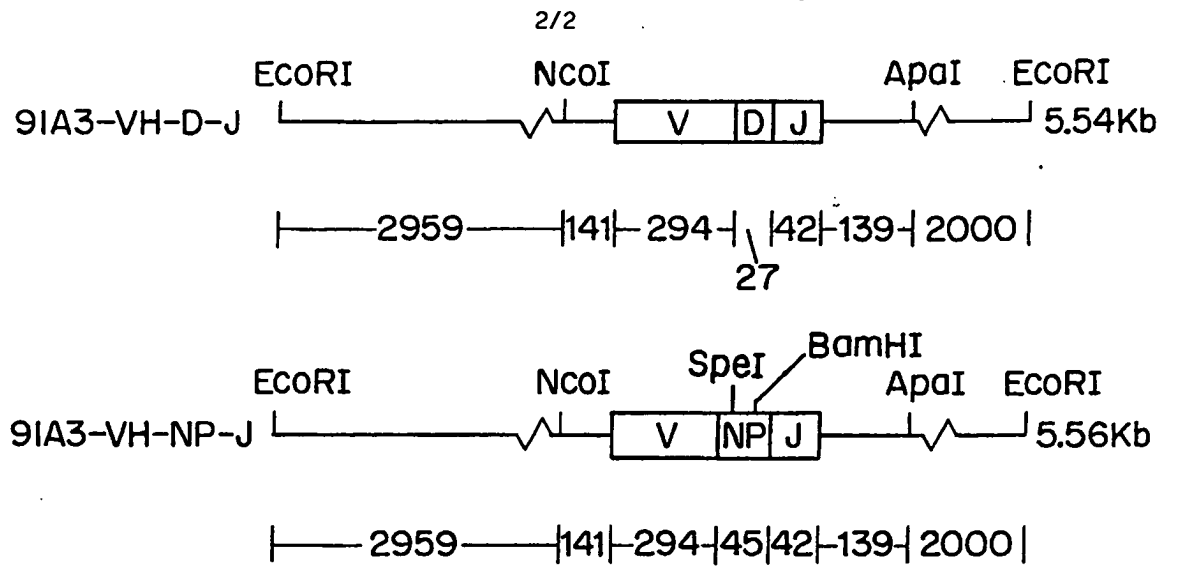 2/2
EcoRI NcoI ApaI EcoRI
91A3-VH-D-J V D J 5.54Kb
2959 141 294 42 139 2000
27
SpeI BamHI
EcoRI NcoI ApaI EcoRI
91A3-VH-NP-J V NP J 5.56Kb
2959 141 294 45 42 139 2000